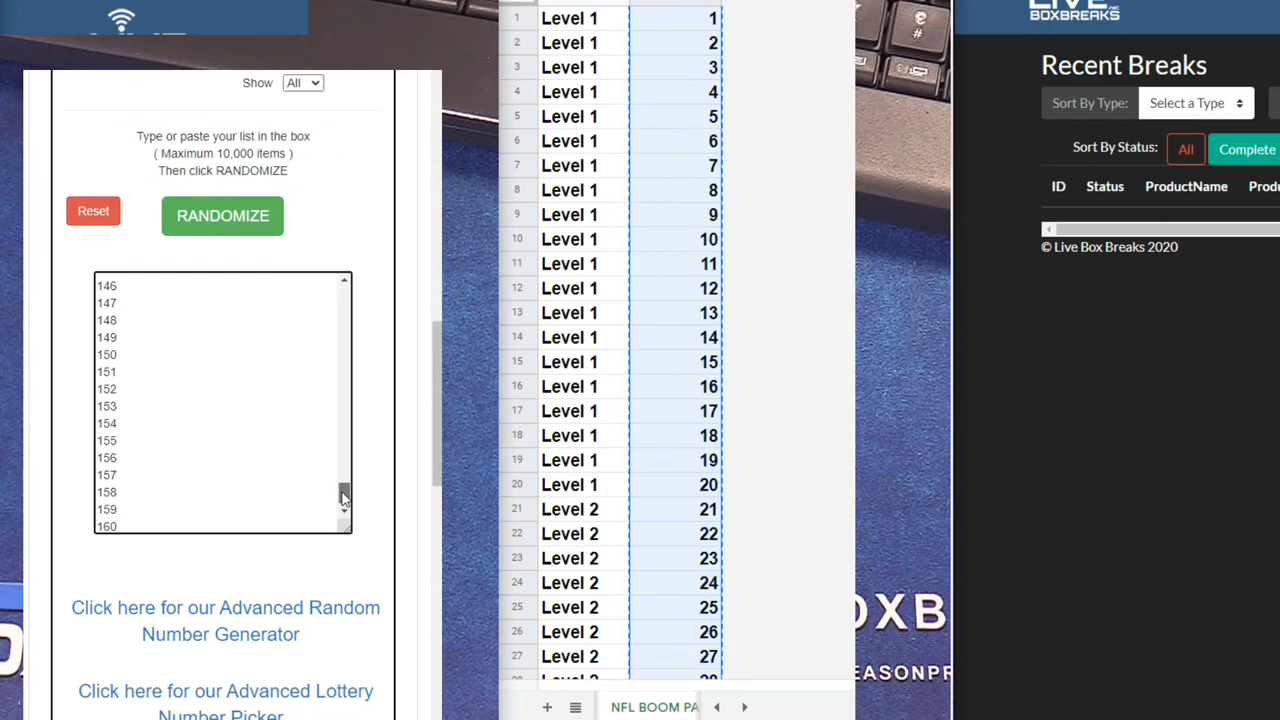 Show All
Type or paste your list in the box
( Maximum 10,000 items )
Then click RANDOMIZE
Reset
RANDOMIZE
146
147
148
149
150
151
152
153
154
155
156
157
158
159
160
Click here for our Advanced Random
Number Generator
Click here for our Advanced Lottery
Number Picker
1 Level 1 1
2 Level 1 2
3 Level 1 3
4 Level 1 4
5 Level 1 5
6 Level 1 6
7 Level 1 7
8 Level 1 8
9 Level 1 9
10 Level 1 10
11 Level 1 11
12 Level 1 12
13 Level 1 13
14 Level 1 14
15 Level 1 15
16 Level 1 16
17 Level 1 17
18 Level 1 18
19 Level 1 19
20 Level 1 20
21 Level 2 21
22 Level 2 22
23 Level 2 23
24 Level 2 24
25 Level 2 25
26 Level 2 26
27 Level 2 27
28 Level 2 28
+ NFL BOOM PA
OXB
EASONPR
LIVE.net
BOXBREAKS
Recent Breaks
Sort By Type: Select a Type
Sort By Status: All Complete
ID Status ProductName Produ
© Live Box Breaks 2020